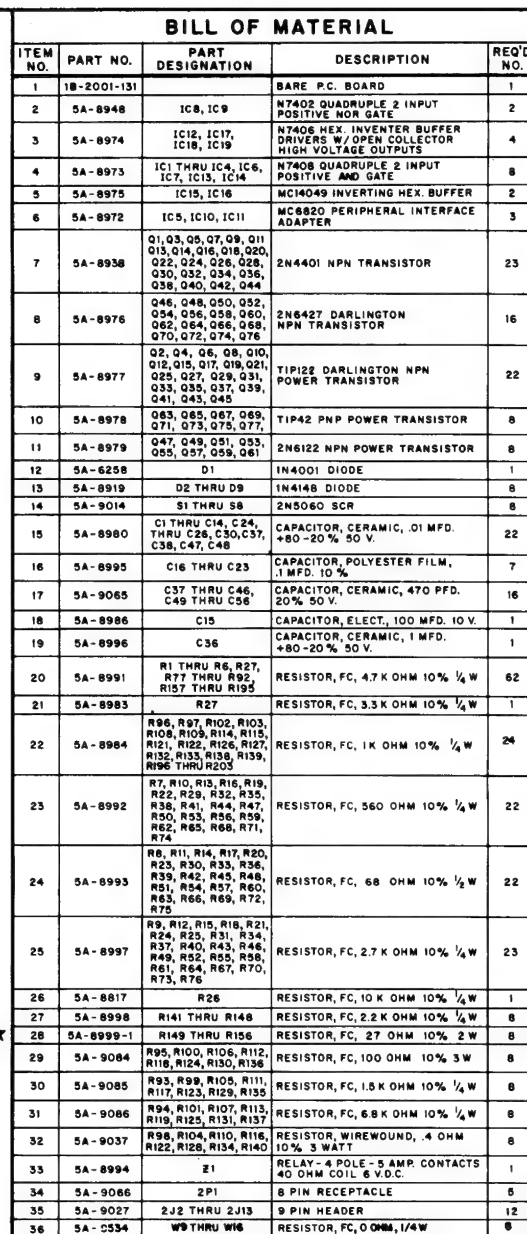 BILL OF MATERIAL
ITEM NO. PART NO. PART DESIGNATION DESCRIPTION REQ'D NO.
1 1B-2001-131 BARE P.C. BOARD 1
2 5A-8948 IC8, IC9 N7402 QUADRUPLE 2 INPUT
POSITIVE NOR GATE 2
3 5A-8974 IC12, IC17,
IC18, IC19 N7406 HEX. INVENTER BUFFER
DRIVERS W/OPEN COLLECTOR
HIGH VOLTAGE OUTPUTS 4
4 5A-8973 IC1 THRU IC4, IC6,
IC7, IC13, IC14 N7408 QUADRUPLE 2 INPUT
POSITIVE AND GATE 8
5 5A-8975 IC15, IC16 MC14049 INVERTING HEX. BUFFER 2
6 5A-8972 IC5, IC10, IC11 MC6820 PERIPHERAL INTERFACE
ADAPTER 3
7 5A-8938 Q1,Q3,Q5,Q7,Q9,Q11
Q13,Q14,Q16,Q18,Q20,
Q22, Q24, Q26, Q28,
Q30, Q32, Q34, Q36,
Q38, Q40, Q42, Q44 2N4401 NPN TRANSISTOR 23
8 5A-8976 Q46, Q48, Q50, Q52,
Q54, Q56, Q58, Q60,
Q62, Q64, Q66, Q68,
Q70, Q72, Q74, Q76 2N6427 DARLINGTON
NPN TRANSISTOR 16
9 5A-8977 Q2, Q4, Q6, Q8, Q10,
Q12,Q15, Q17, Q19,Q21,
Q25, Q27, Q29, Q31,
Q33, Q35, Q37, Q39,
Q41, Q43, Q45 TIP122 DARLINGTON NPN
POWER TRANSISTOR 22
10 5A-8978 Q63, Q65, Q67, Q69,
Q71, Q73, Q75, Q77, TIP42 PNP POWER TRANSISTOR 8
11 5A-8979 Q47, Q49, Q51, Q53,
Q55, Q57, Q59, Q61 2N6122 NPN POWER TRANSISTOR 8
12 5A-6258 D1 1N4001 DIODE 1
13 5A-8919 D2 THRU D9 1N4148 DIODE 8
14 5A-9014 S1 THRU S8 2N5060 SCR 8
15 5A-8980 C1 THRU C14, C24,
THRU C26, C30,C37,
C38, C47, C48 CAPACITOR, CERAMIC, .01 MFD.
+80-20% 50 V. 22
16 5A-8995 C16 THRU C23 CAPACITOR, POLYESTER FILM,
.1 MFD. 10 % 7
17 5A-9065 C37 THRU C46,
C49 THRU C56 CAPACITOR, CERAMIC, 470 PFD.
20% 50 V. 16
18 5A-8986 C15 CAPACITOR, ELECT., 100 MFD. 10 V. 1
19 5A-8996 C36 CAPACITOR, CERAMIC, 1 MFD.
+80-20% 50 V. 1
20 5A-8991 R1 THRU R6, R27,
R77 THRU R92,
R157 THRU R195 RESISTOR, FC, 4.7 K OHM 10% 1/4 W 62
21 5A-8983 R27 RESISTOR, FC, 3.3 K OHM 10% 1/4 W 1
22 5A-8984 R96, R97, R102, R103,
R108, R109, R114, R115,
R121, R122, R126, R127,
R132, R133, R138, R139,
R196 THRU R203 RESISTOR, FC, 1K OHM 10% 1/4 W 24
23 5A-8992 R7, R10, R13, R16, R19,
R22, R29, R32, R35,
R38, R41, R44, R47,
R50, R53, R56, R59,
R62, R65, R68, R71,
R74 RESISTOR, FC, 560 OHM 10% 1/4 W 22
24 5A-8993 R8, R11, R14, R17, R20,
R23, R30, R33, R36,
R39, R42, R45, R48,
R51, R54, R57, R60,
R63, R66, R69, R72,
R75 RESISTOR, FC, 68 OHM 10% 1/2 W 22
25 5A-8997 R9, R12, R15, R18, R21,
R24, R25, R31, R34,
R37, R40, R43, R46,
R49, R52, R55, R58,
R61, R64, R67, R70,
R73, R76 RESISTOR, FC, 2.7 K OHM 10% 1/4 W 23
26 5A-8817 R26 RESISTOR, FC, 10 K OHM 10% 1/4 W 1
27 5A-8998 R141 THRU R148 RESISTOR, FC, 2.2 K OHM 10% 1/4 W 8
28 5A-8999-1 R149 THRU R156 RESISTOR, FC, 27 OHM 10% 2 W 8
29 5A-9084 R95, R100, R106, R112,
R118, R124, R130, R136 RESISTOR, FC, 100 OHM 10% 3 W 8
30 5A-9085 R93, R99, R105, R111,
R117, R123, R129, R135 RESISTOR, FC, 1.5 K OHM 10% 1/4 W 8
31 5A-9086 R94, R101, R107, R113,
R119, R125, R131, R137 RESISTOR, FC, 6.8 K OHM 10% 1/4 W 8
32 5A-9037 R98, R104, R110, R116,
R122, R128, R134, R140 RESISTOR, WIREWOUND, .4 OHM
10% 3 WATT 8
33 5A-8994 Z1 RELAY-4 POLE-5 AMP. CONTACTS
40 OHM COIL 6 V.D.C. 1
34 5A-9066 2P1 8 PIN RECEPTACLE 5
35 5A-9027 2J2 THRU 2J13 9 PIN HEADER 12
36 W9 THRU W16 RESISTOR, FC, 0 OHM, 1/4 W 8